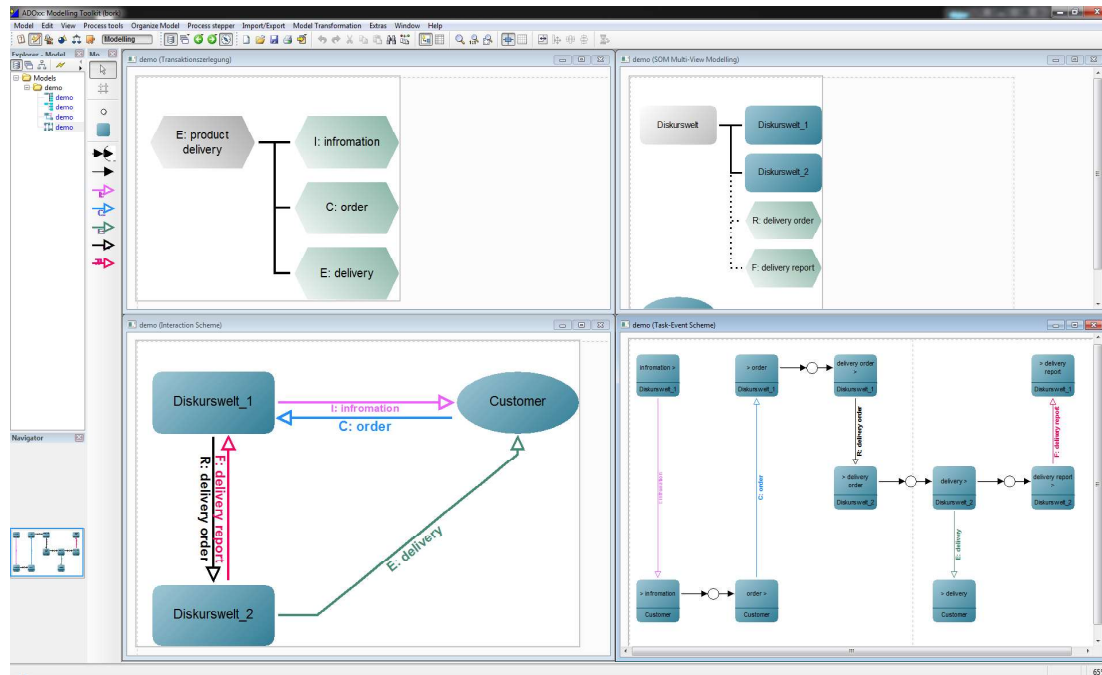 ADOxx: Modelling Toolkit (bork)
Model Edit View Process tools Organize Model Process stepper Import/Export Model Transformation Extras Window Help
Modelling
Explorer - Model
Mo
Models
demo
demo
demo
demo
demo
Navigator
demo (Transaktionszerlegung)
E: product
delivery
I: infromation
C: order
E: delivery
demo (SOM Multi-View Modelling)
Diskurswelt
Diskurswelt_1
Diskurswelt_2
R: delivery order
F: delivery report
demo (Interaction Scheme)
Diskurswelt_1
Customer
I: infromation
C: order
R: delivery order
F: delivery report
E: delivery
Diskurswelt_2
demo (Task-Event Scheme)
infromation >
Diskurswelt_1
> order
Diskurswelt_1
delivery order
>
Diskurswelt_1
> delivery
report
Diskurswelt_1
I: infromation
C: order
R: delivery order
F: delivery report
> delivery
order
Diskurswelt_2
delivery >
Diskurswelt_2
delivery report
>
Diskurswelt_2
E: delivery
> infromation
Customer
order >
Customer
> delivery
Customer